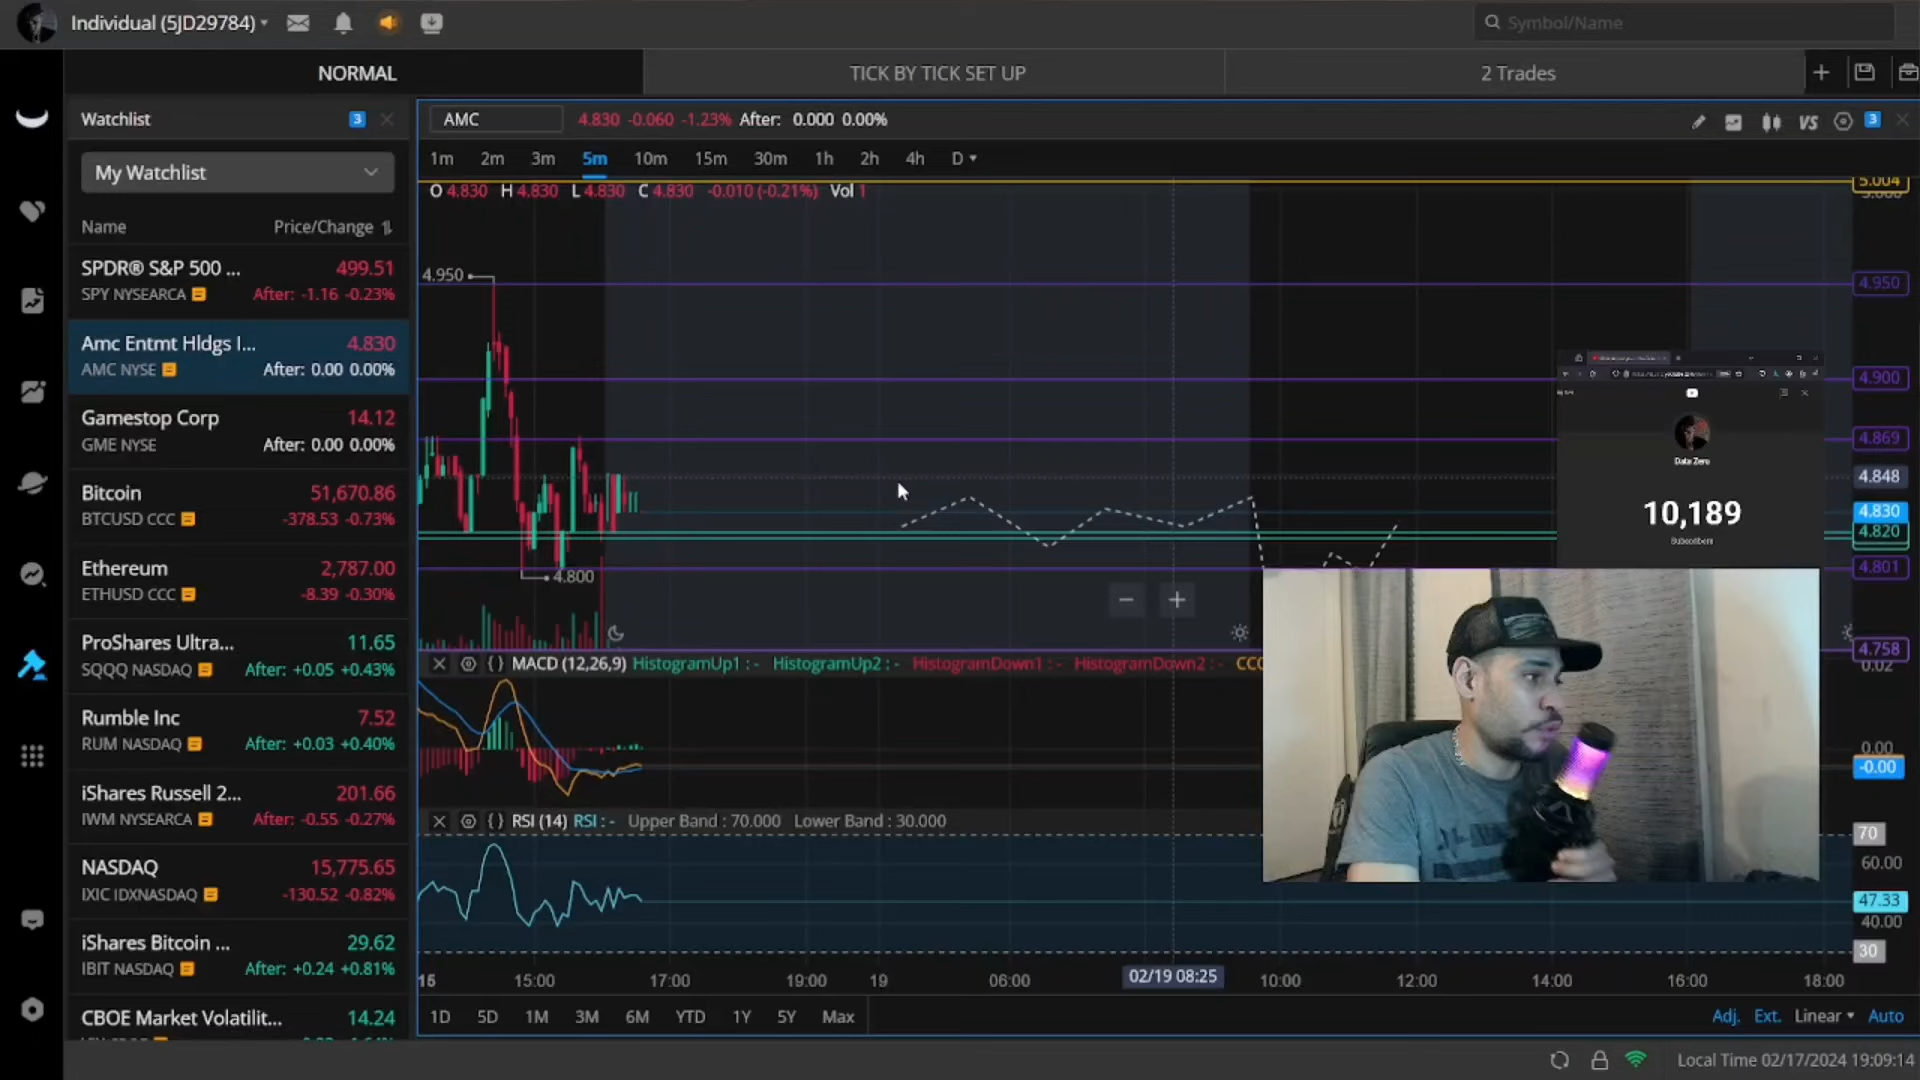 Individual (5JD29784)
Symbol/Name
NORMAL
TICK BY TICK SET UP
2 Trades
Watchlist
3
My Watchlist
Name
Price/Change
SPDR® S&P 500 ...
499.51
SPY NYSEARCA
After: -1.16 -0.23%
Amc Entmt Hldgs I...
4.830
AMC NYSE
After: 0.00 0.00%
Gamestop Corp
14.12
GME NYSE
After: 0.00 0.00%
Bitcoin
51,670.86
BTCUSD CCC
-378.53 -0.73%
Ethereum
2,787.00
ETHUSD CCC
-8.39 -0.30%
ProShares Ultra...
11.65
SQQQ NASDAQ
After: +0.05 +0.43%
Rumble Inc
7.52
RUM NASDAQ
After: +0.03 +0.40%
iShares Russell 2...
201.66
IWM NYSEARCA
After: -0.55 -0.27%
NASDAQ
15,775.65
IXIC IDXNASDAQ
-130.52 -0.82%
iShares Bitcoin ...
29.62
IBIT NASDAQ
After: +0.24 +0.81%
CBOE Market Volatilit...
14.24
AMC
4.830 -0.060 -1.23% After: 0.000 0.00%
VS
3
1m 2m 3m 5m 10m 15m 30m 1h 2h 4h D
O 4.830 H 4.830 L 4.830 C 4.830 -0.010 (-0.21%) Vol 1
5.004
4.950
4.950
4.900
4.869
4.848
4.830
4.820
4.801
4.800
4.758
Data Zero
10,189
Subscribers
MACD (12,26,9) HistogramUp1 : - HistogramUp2 : - HistogramDown1 : - HistogramDown2 : -
0.02
0.00
-0.00
RSI (14) RSI : - Upper Band : 70.000 Lower Band : 30.000
70
60.00
47.33
40.00
30
16 15:00 17:00 19:00 19 06:00 02/19 08:25 10:00 12:00 14:00 16:00 18:00
1D 5D 1M 3M 6M YTD 1Y 5Y Max
Adj. Ext. Linear Auto
Local Time 02/17/2024 19:09:14